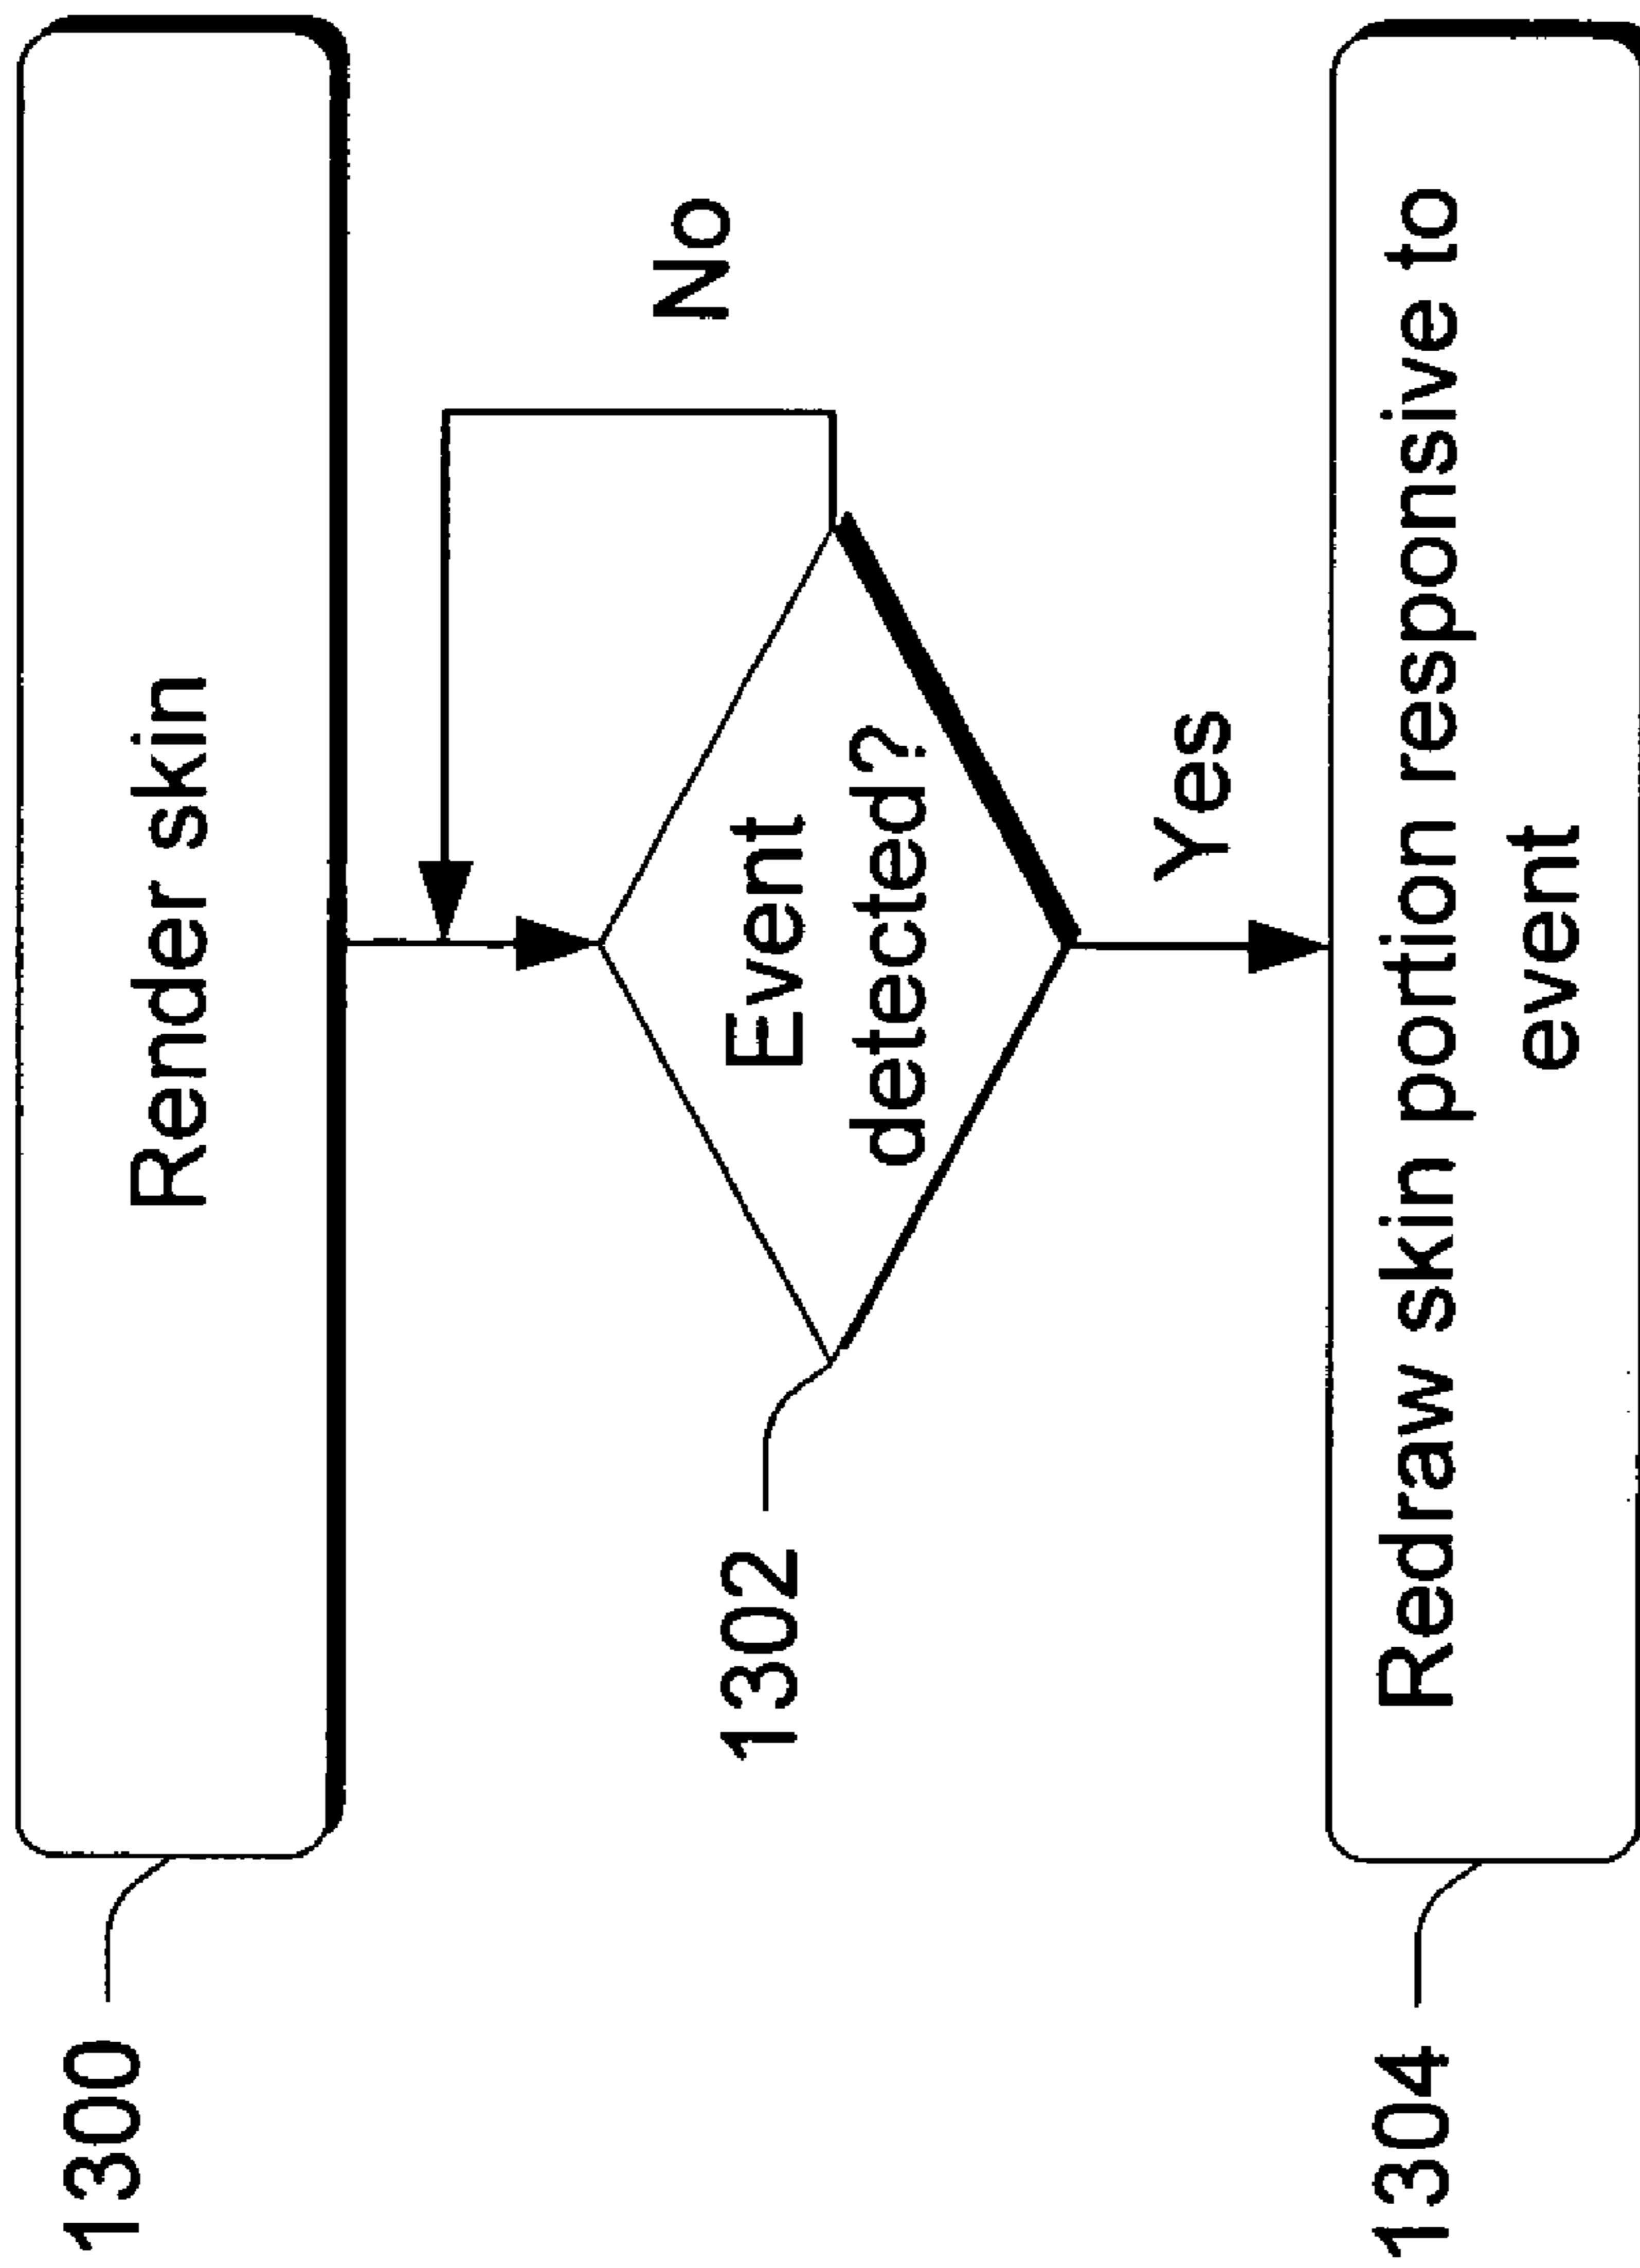 1300
Render skin
1302
Event
detected?
No
Yes
1304
Redraw skin portion responsive to
event